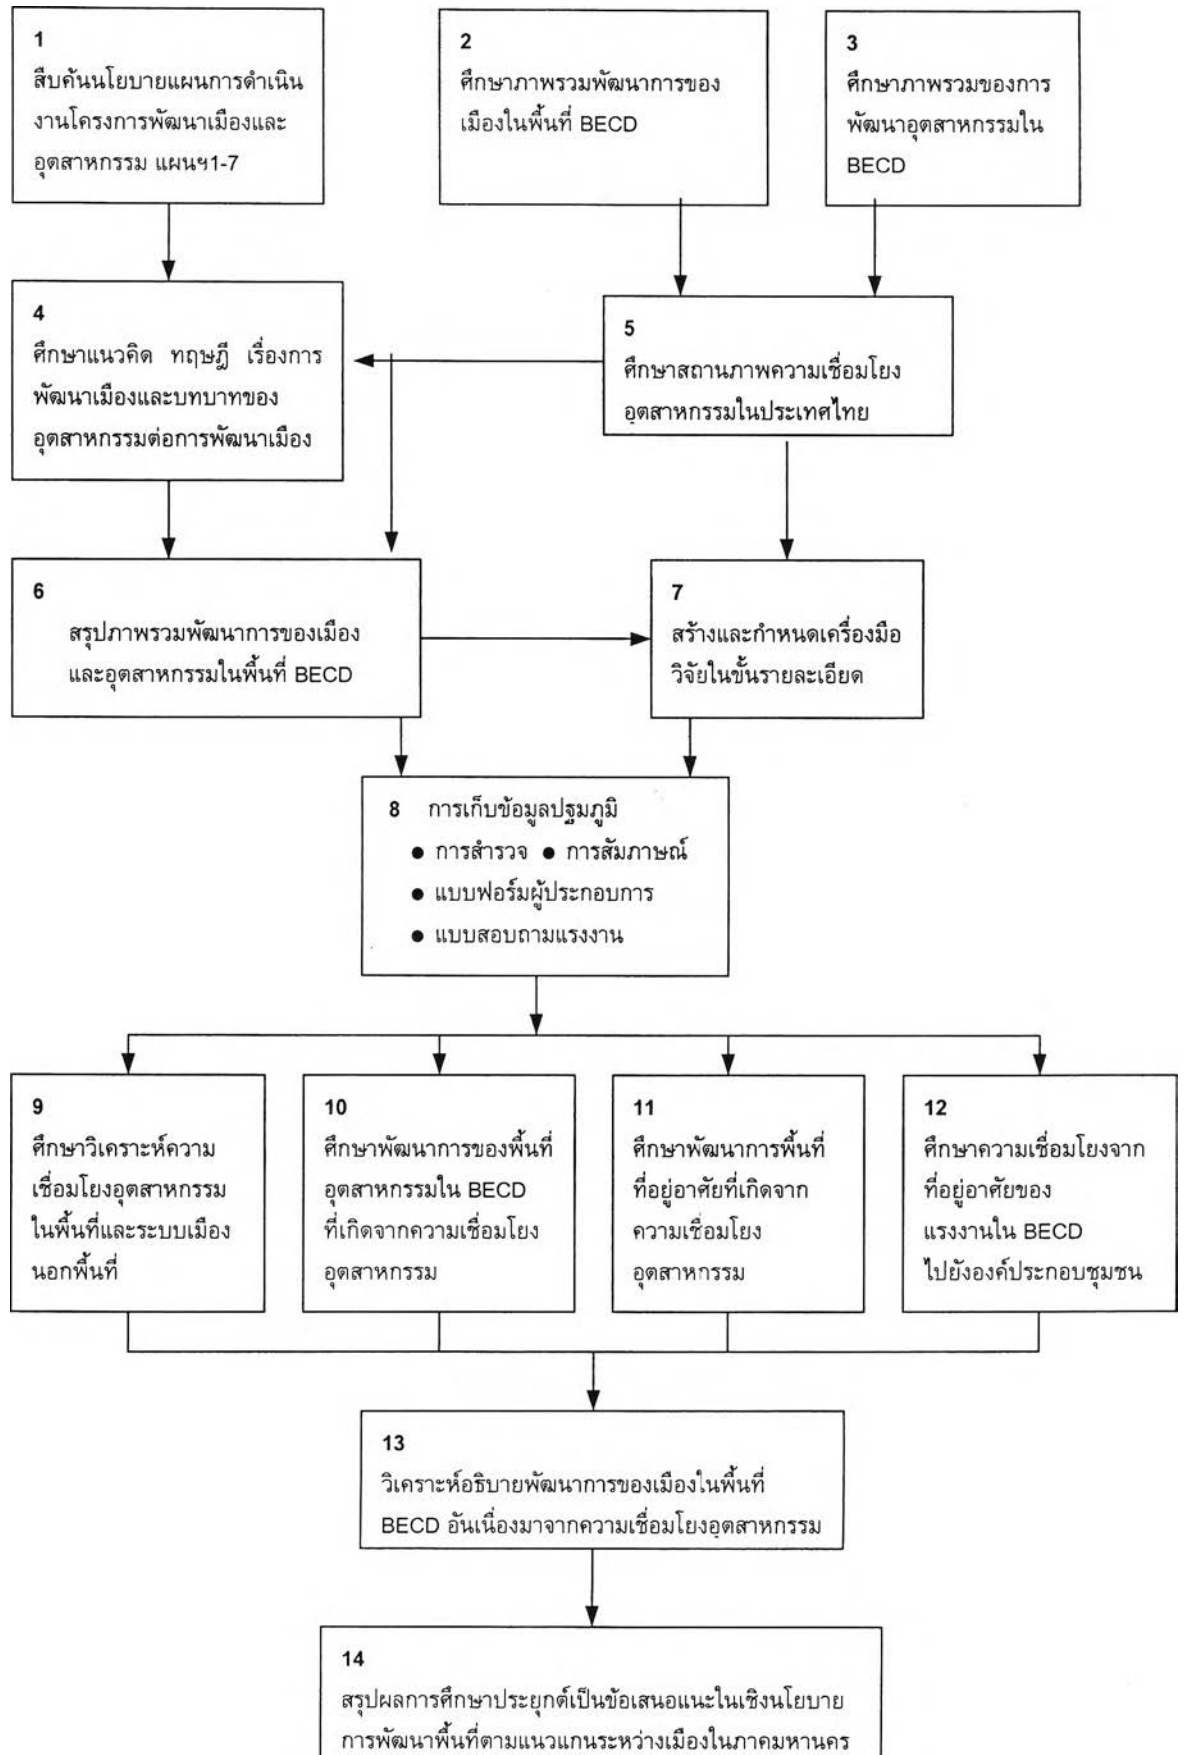 1
สืบค้นนโยบายแผนการดำเนิน
งานโครงการพัฒนาเมืองและ
อุตสาหกรรม แผนฯ1-7
2
ศึกษาภาพรวมพัฒนาการของ
เมืองในพื้นที่ BECD
3
ศึกษาภาพรวมของการ
พัฒนาอุตสาหกรรมใน
BECD
4
ศึกษาแนวคิด ทฤษฎี เรื่องการ
พัฒนาเมืองและบทบาทของ
อุตสาหกรรมต่อการพัฒนาเมือง
5
ศึกษาสถานภาพความเชื่อมโยง
อุตสาหกรรมในประเทศไทย
6
สรุปภาพรวมพัฒนาการของเมือง
และอุตสาหกรรมในพื้นที่ BECD
7
สร้างและกำหนดเครื่องมือ
วิจัยในขั้นรายละเอียด
8 การเก็บข้อมูลปฐมภูมิ
● การสำรวจ ● การสัมภาษณ์
● แบบฟอร์มผู้ประกอบการ
● แบบสอบถามแรงงาน
9
ศึกษาวิเคราะห์ความ
เชื่อมโยงอุตสาหกรรม
ในพื้นที่และระบบเมือง
นอกพื้นที่
10
ศึกษาพัฒนาการของพื้นที่
อุตสาหกรรมใน BECD
ที่เกิดจากความเชื่อมโยง
อุตสาหกรรม
11
ศึกษาพัฒนาการพื้นที่
ที่อยู่อาศัยที่เกิดจาก
ความเชื่อมโยง
อุตสาหกรรม
12
ศึกษาความเชื่อมโยงจาก
ที่อยู่อาศัยของ
แรงงานใน BECD
ไปยังองค์ประกอบชุมชน
13
วิเคราะห์อธิบายพัฒนาการของเมืองในพื้นที่
BECD อันเนื่องมาจากความเชื่อมโยงอุตสาหกรรม
14
สรุปผลการศึกษาประยุกต์เป็นข้อเสนอแนะในเชิงนโยบาย
การพัฒนาพื้นที่ตามแนวแกนระหว่างเมืองในภาคมหานคร